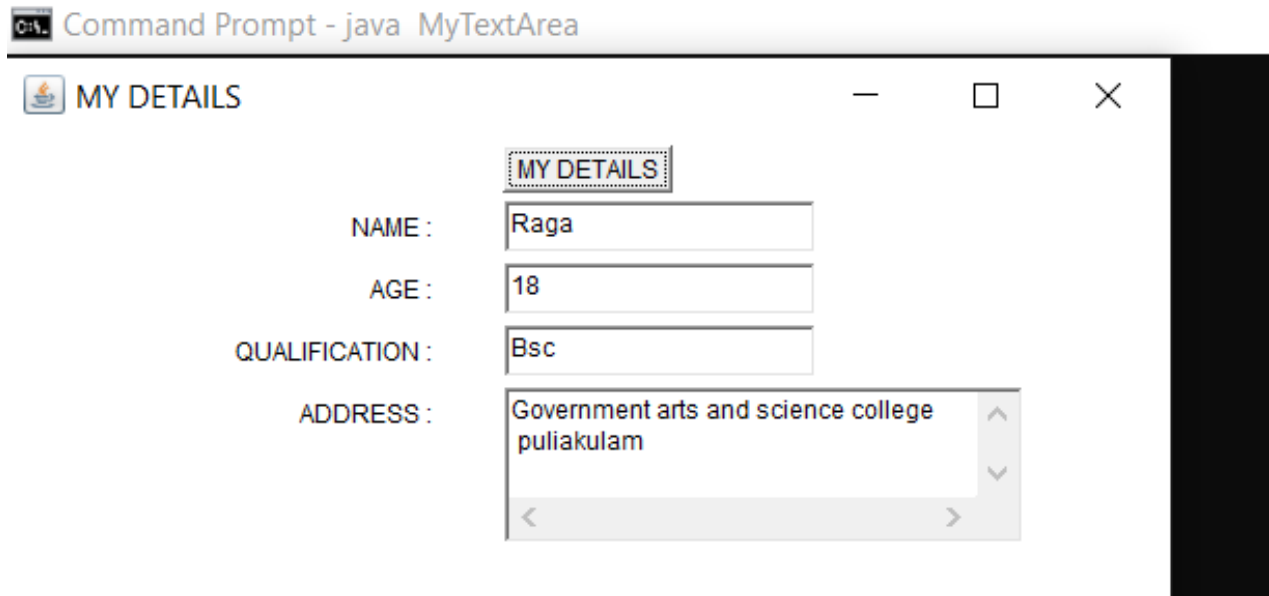 Command Prompt - java  MyTextArea
MY DETAILS
MY DETAILS
NAME : Raga
AGE : 18
QUALIFICATION : Bsc
ADDRESS : Government arts and science college
puliakulam